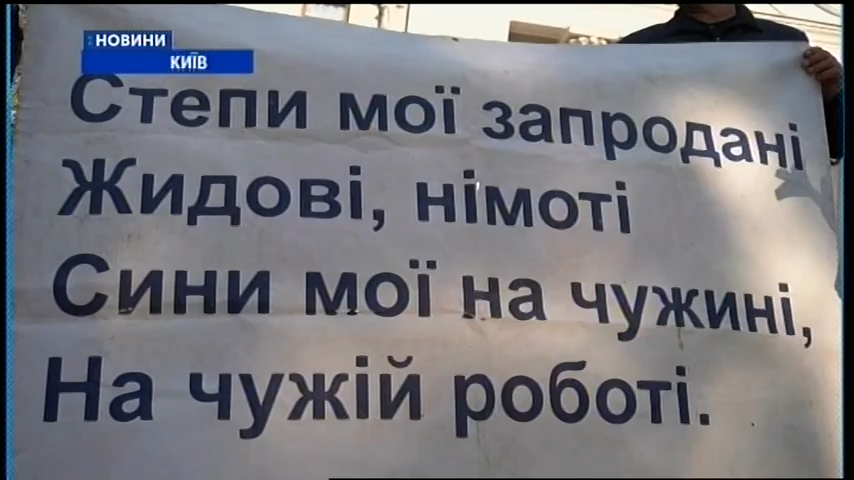 НОВИНИ
КИЇВ
Степи мої запродані
Жидові, німоті
Сини мої на чужині,
На чужій роботі.